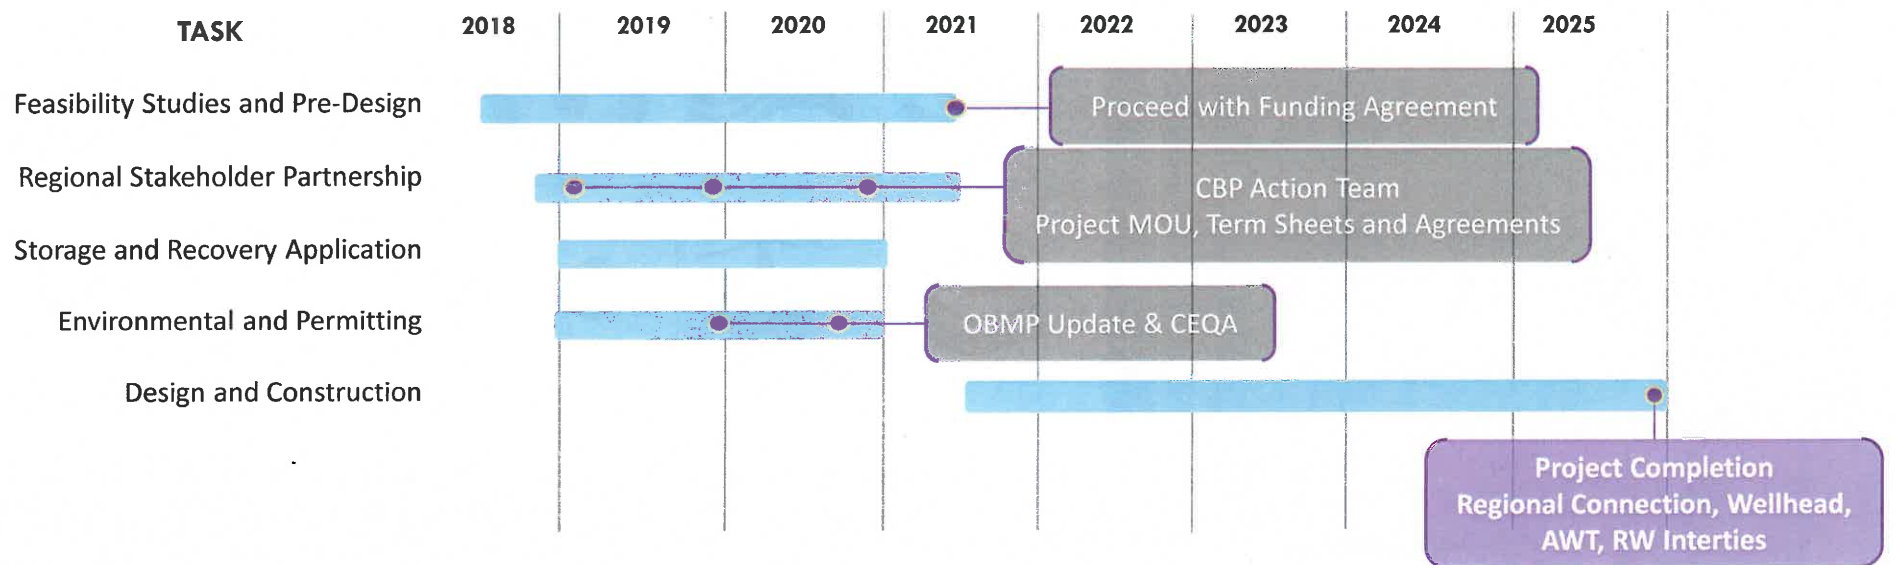 TASK 2018 2019 2020 2021 2022 2023 2024 2025
Feasibility Studies and Pre-Design
Proceed with Funding Agreement
Regional Stakeholder Partnership
CBP Action Team
Project MOU, Term Sheets and Agreements
Storage and Recovery Application
Environmental and Permitting
OBMP Update & CEQA
Design and Construction
Project Completion
Regional Connection, Wellhead,
AWT, RW Interties